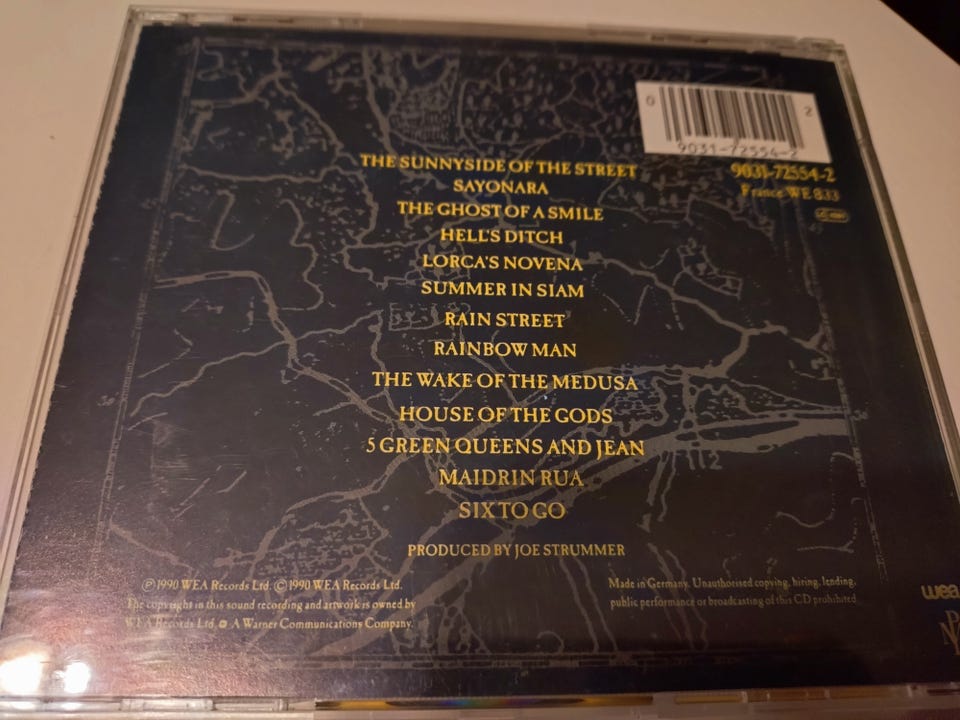 0
2
9031-72554-2
9031-72554-2
France: WE 833
THE SUNNYSIDE OF THE STREET
SAYONARA
THE GHOST OF A SMILE
HELL'S DITCH
LORCA'S NOVENA
SUMMER IN SIAM
RAIN STREET
RAINBOW MAN
THE WAKE OF THE MEDUSA
HOUSE OF THE GODS
5 GREEN QUEENS AND JEAN
MAIDRIN RUA
SIX TO GO
PRODUCED BY JOE STRUMMER
℗ 1990 WEA Records Ltd. © 1990 WEA Records Ltd.
The copyright in this sound recording and artwork is owned by
WEA Records Ltd. A Warner Communications Company.
Made in Germany. Unauthorised copying, hiring, lending,
public performance or broadcasting of this CD prohibited
wea